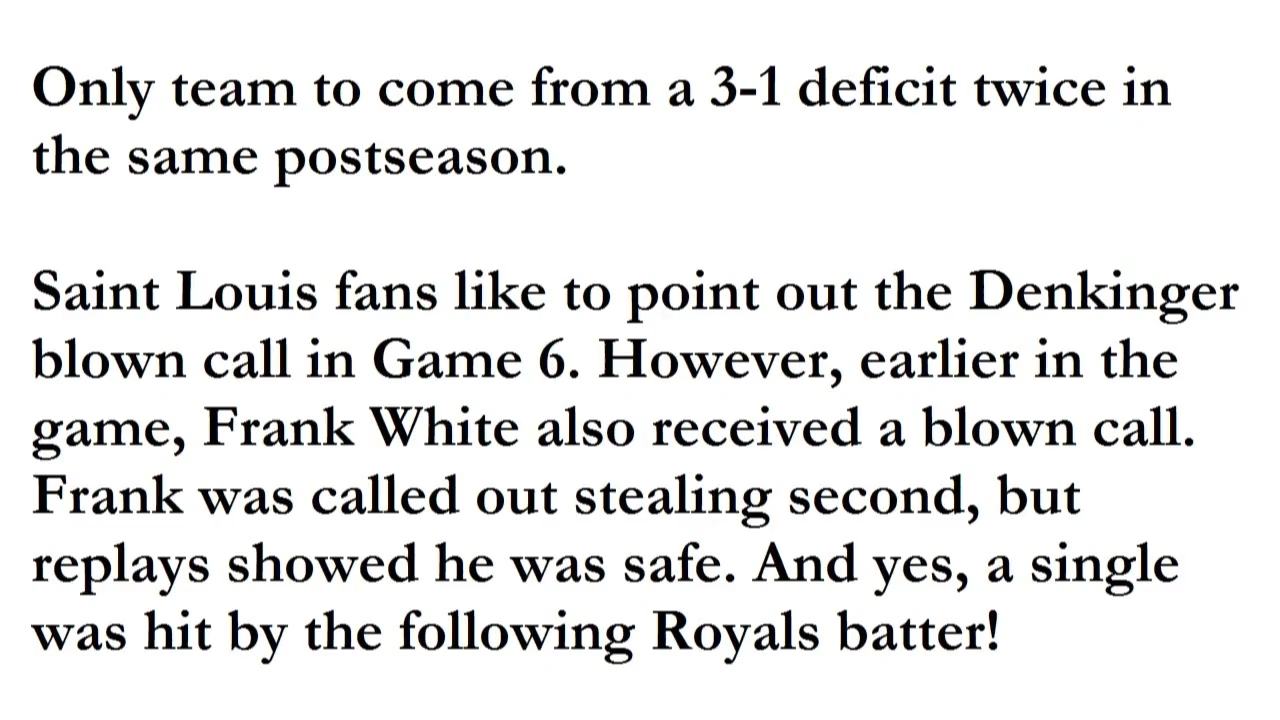 Only team to come from a 3-1 deficit twice in
the same postseason.
Saint Louis fans like to point out the Denkinger
blown call in Game 6. However, earlier in the
game, Frank White also received a blown call.
Frank was called out stealing second, but
replays showed he was safe. And yes, a single
was hit by the following Royals batter!